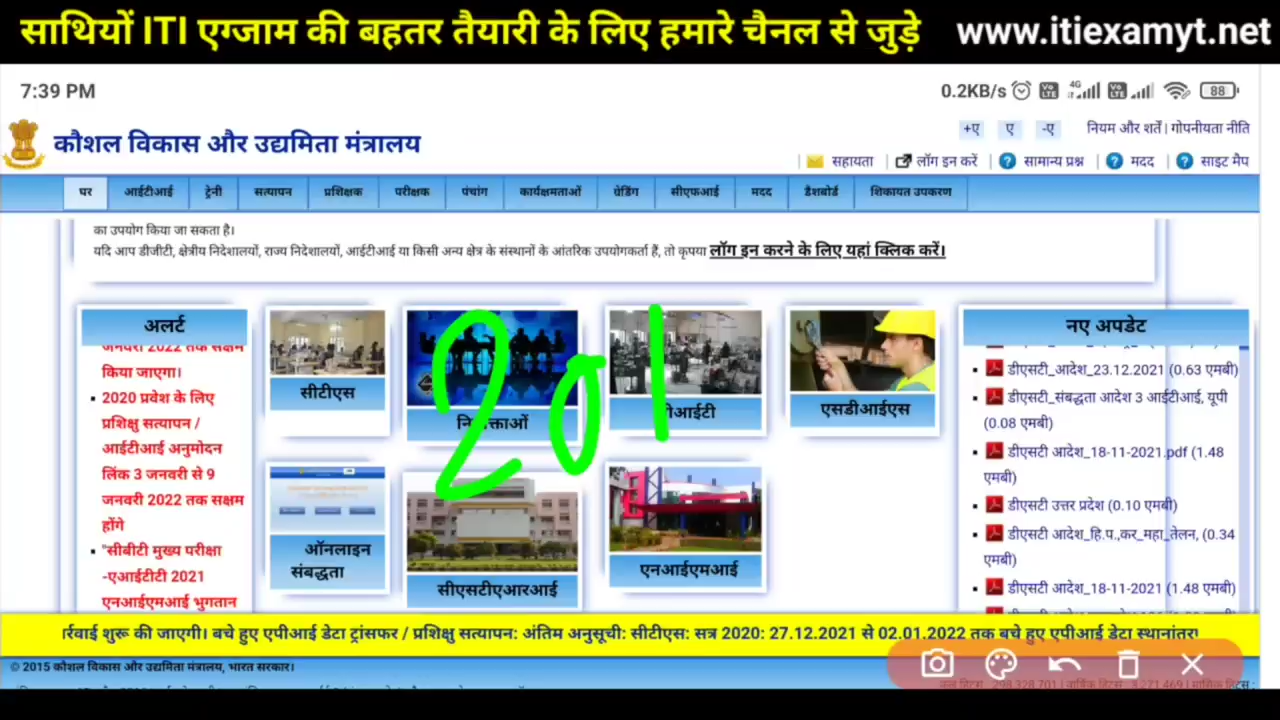 साथियों ITI एग्जाम की बहतर तैयारी के लिए हमारे चैनल से जुड़े www.itiexamyt.net
7:39 PM 0.2KB/s 4G 88
+ए ए -ए नियम और शर्तें | गोपनीयता नीति
कौशल विकास और उद्यमिता मंत्रालय
सहायता लॉग इन करें सामान्य प्रश्न मदद साइट मैप
घर आईटीआई ट्रेनी सत्यापन प्रशिक्षक परीक्षक पंचांग कार्यक्षमताओं ग्रेडिंग सीएफआई मदद डैशबोर्ड शिकायत उपकरण
का उपयोग किया जा सकता है।
यदि आप डीजीटी, क्षेत्रीय निदेशालयों, राज्य निदेशालयों, आईटीआई या किसी अन्य क्षेत्र के संस्थानों के आंतरिक उपयोगकर्ता हैं, तो कृपया लॉग इन करने के लिए यहां क्लिक करें।
अलर्ट
जनवरी 2022 तक सक्षम
किया जाएगा।
2020 प्रवेश के लिए
प्रशिक्षु सत्यापन /
आईटीआई अनुमोदन
लिंक 3 जनवरी से 9
जनवरी 2022 तक सक्षम
होंगे
"सीबीटी मुख्य परीक्षा
-एआईटीटी 2021
एनआईएमआई भुगतान
सीटीएस
एसडीआईएस
201
ऑनलाइन
संबद्धता
सीएसटीएआरआई
एनआईएमआई
नए अपडेट
डीएसटी_आदेश_23.12.2021 (0.63 एमबी)
डीएसटी_संबद्धता आदेश 3 आईटीआई, यूपी
(0.08 एमबी)
डीएसटी आदेश_18-11-2021.pdf (1.48
एमबी)
डीएसटी उत्तर प्रदेश (0.10 एमबी)
डीएसटी आदेश_हि.प.,कर_महा_तेलन, (0.34
एमबी)
डीएसटी आदेश_18-11-2021 (1.48 एमबी)
शुरू की जाएगी। बचे हुए एपीआई डेटा ट्रांसफर / प्रशिक्षु सत्यापन: अंतिम अनुसूची: सीटीएस: सत्र 2020: 27.12.2021 से 02.01.2022 तक बचे हुए एपीआई डेटा
© 2015 कौशल विकास और उद्यमिता मंत्रालय, भारत सरकार।